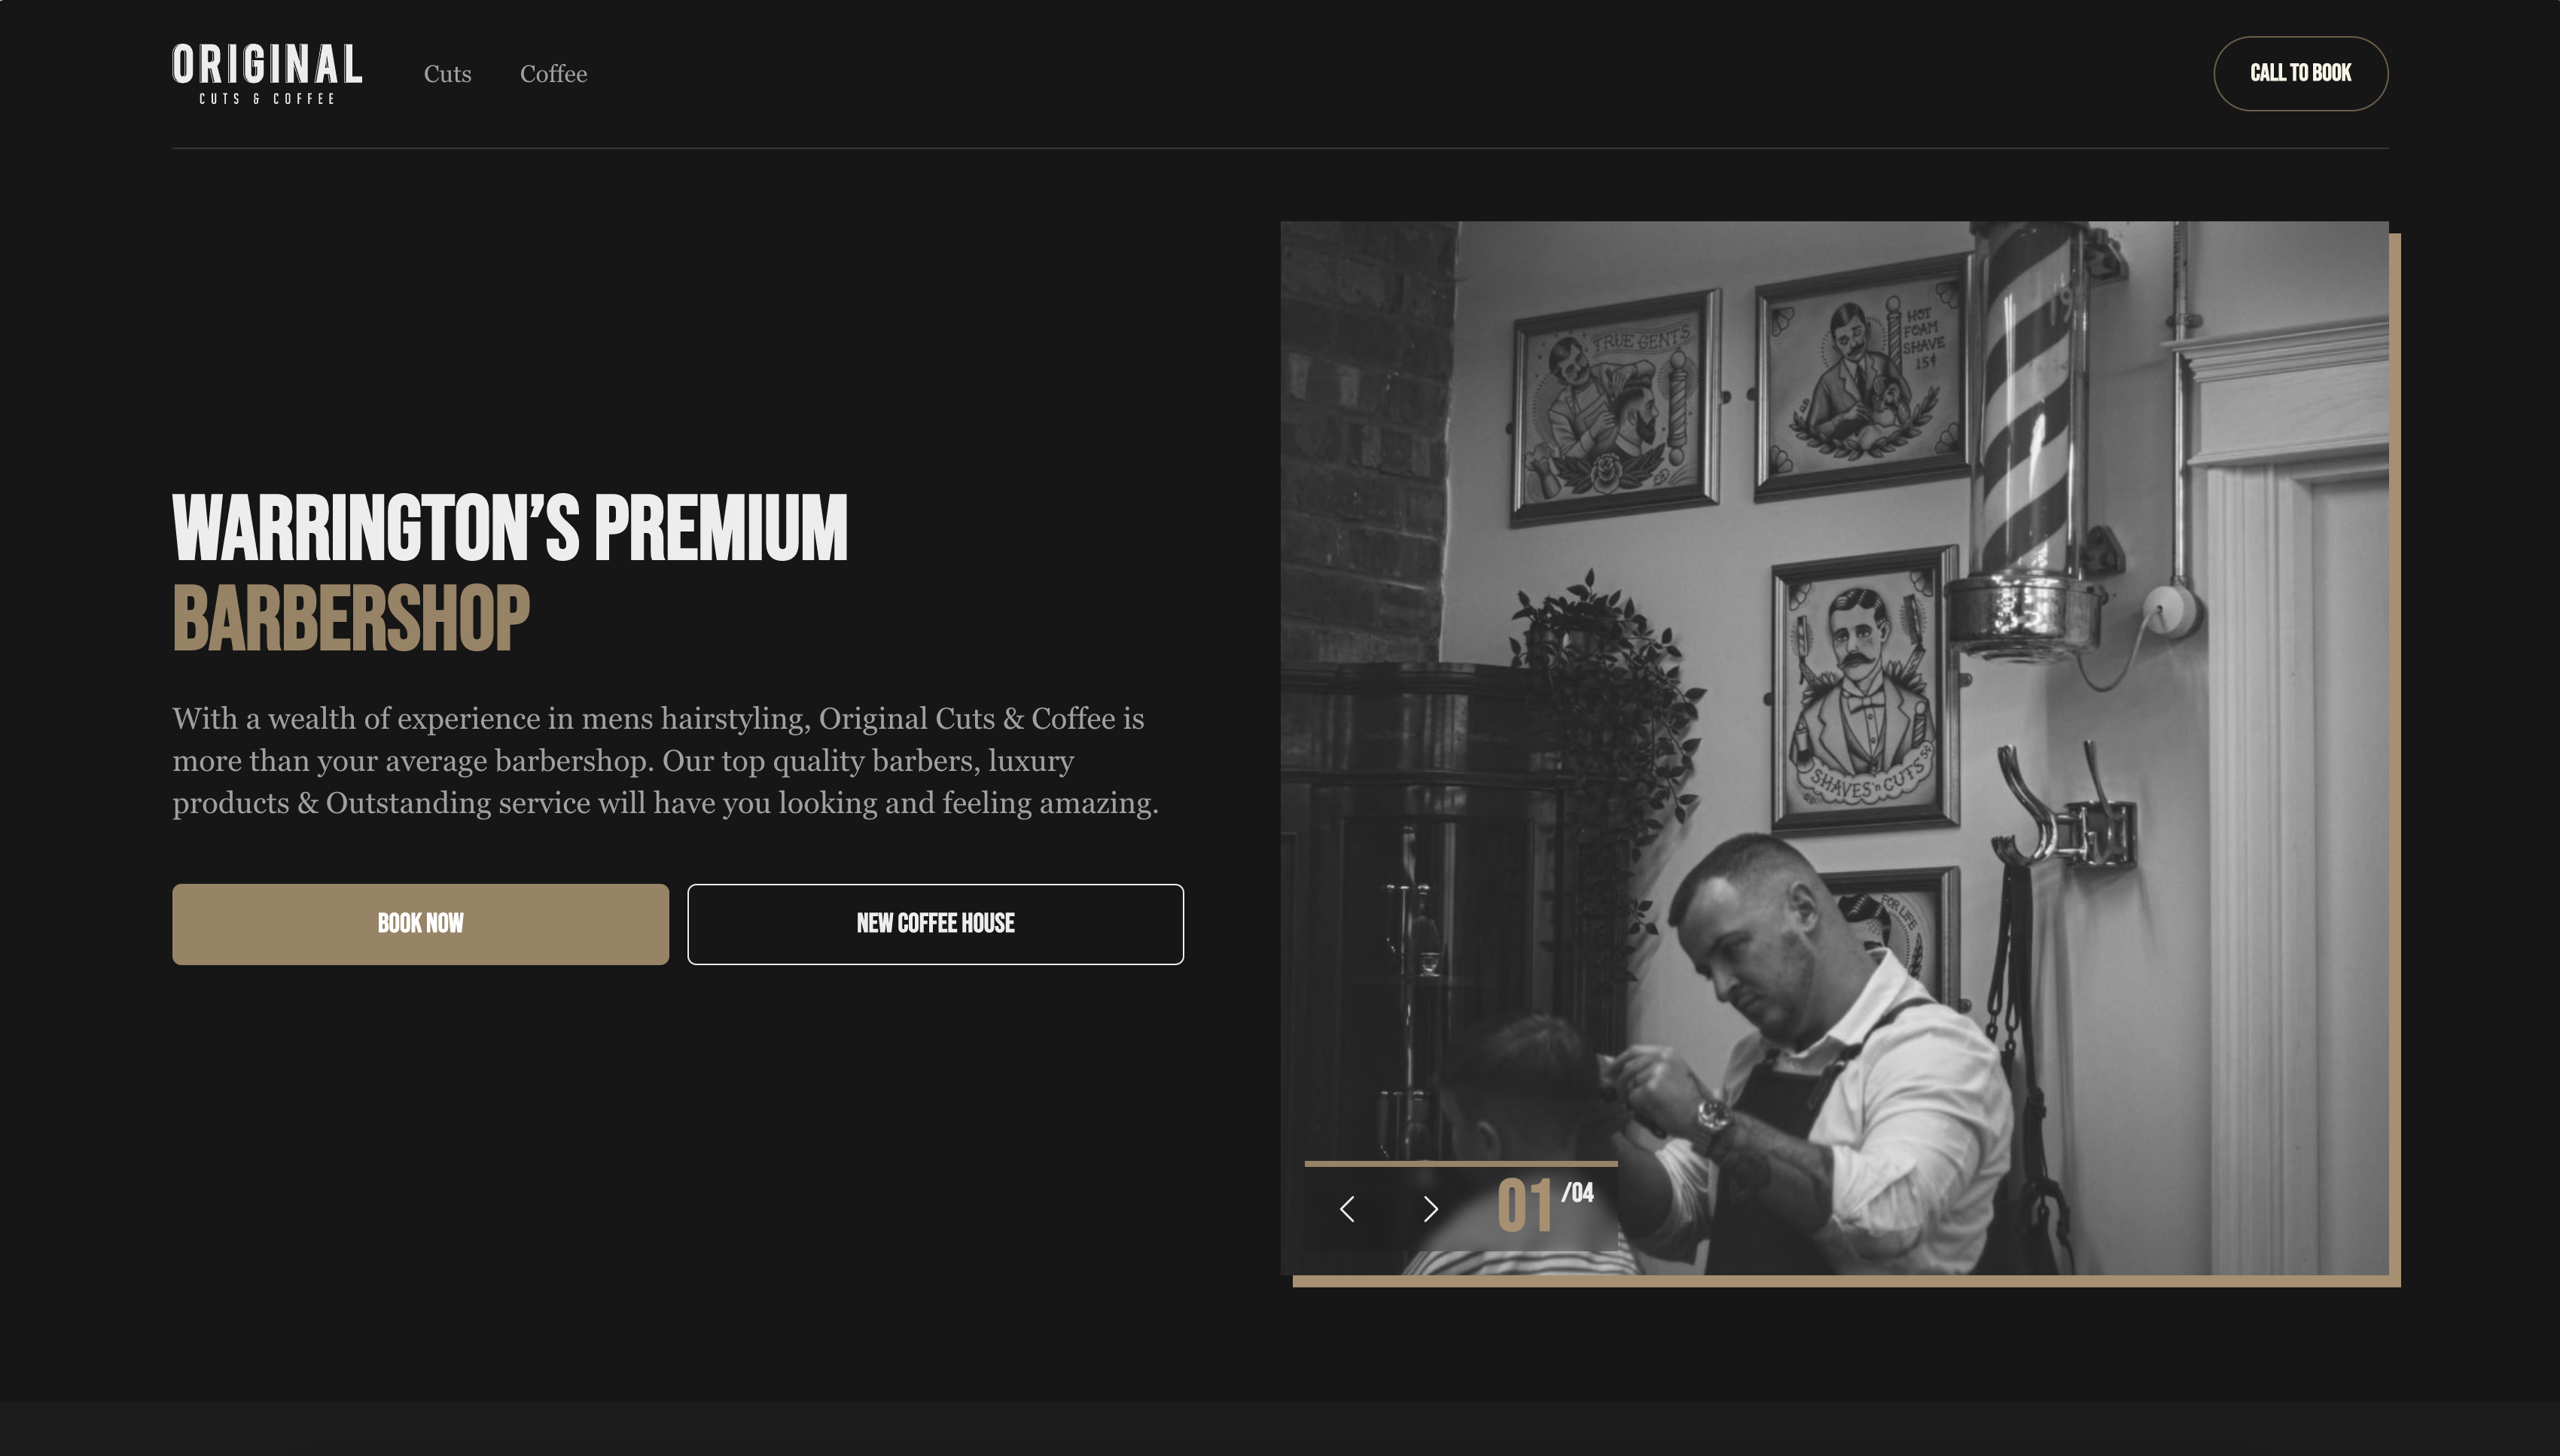 ORIGINAL
CUTS & COFFEE
Cuts
Coffee
CALL TO BOOK
WARRINGTON’S PREMIUM
BARBERSHOP
With a wealth of experience in mens hairstyling, Original Cuts & Coffee is
more than your average barbershop. Our top quality barbers, luxury
products & Outstanding service will have you looking and feeling amazing.
BOOK NOW
NEW COFFEE HOUSE
TRUE GENTS
HOT
FOAM
SHAVE
15¢
SHAVES'n CUTS
FOR LIFE
01
/04